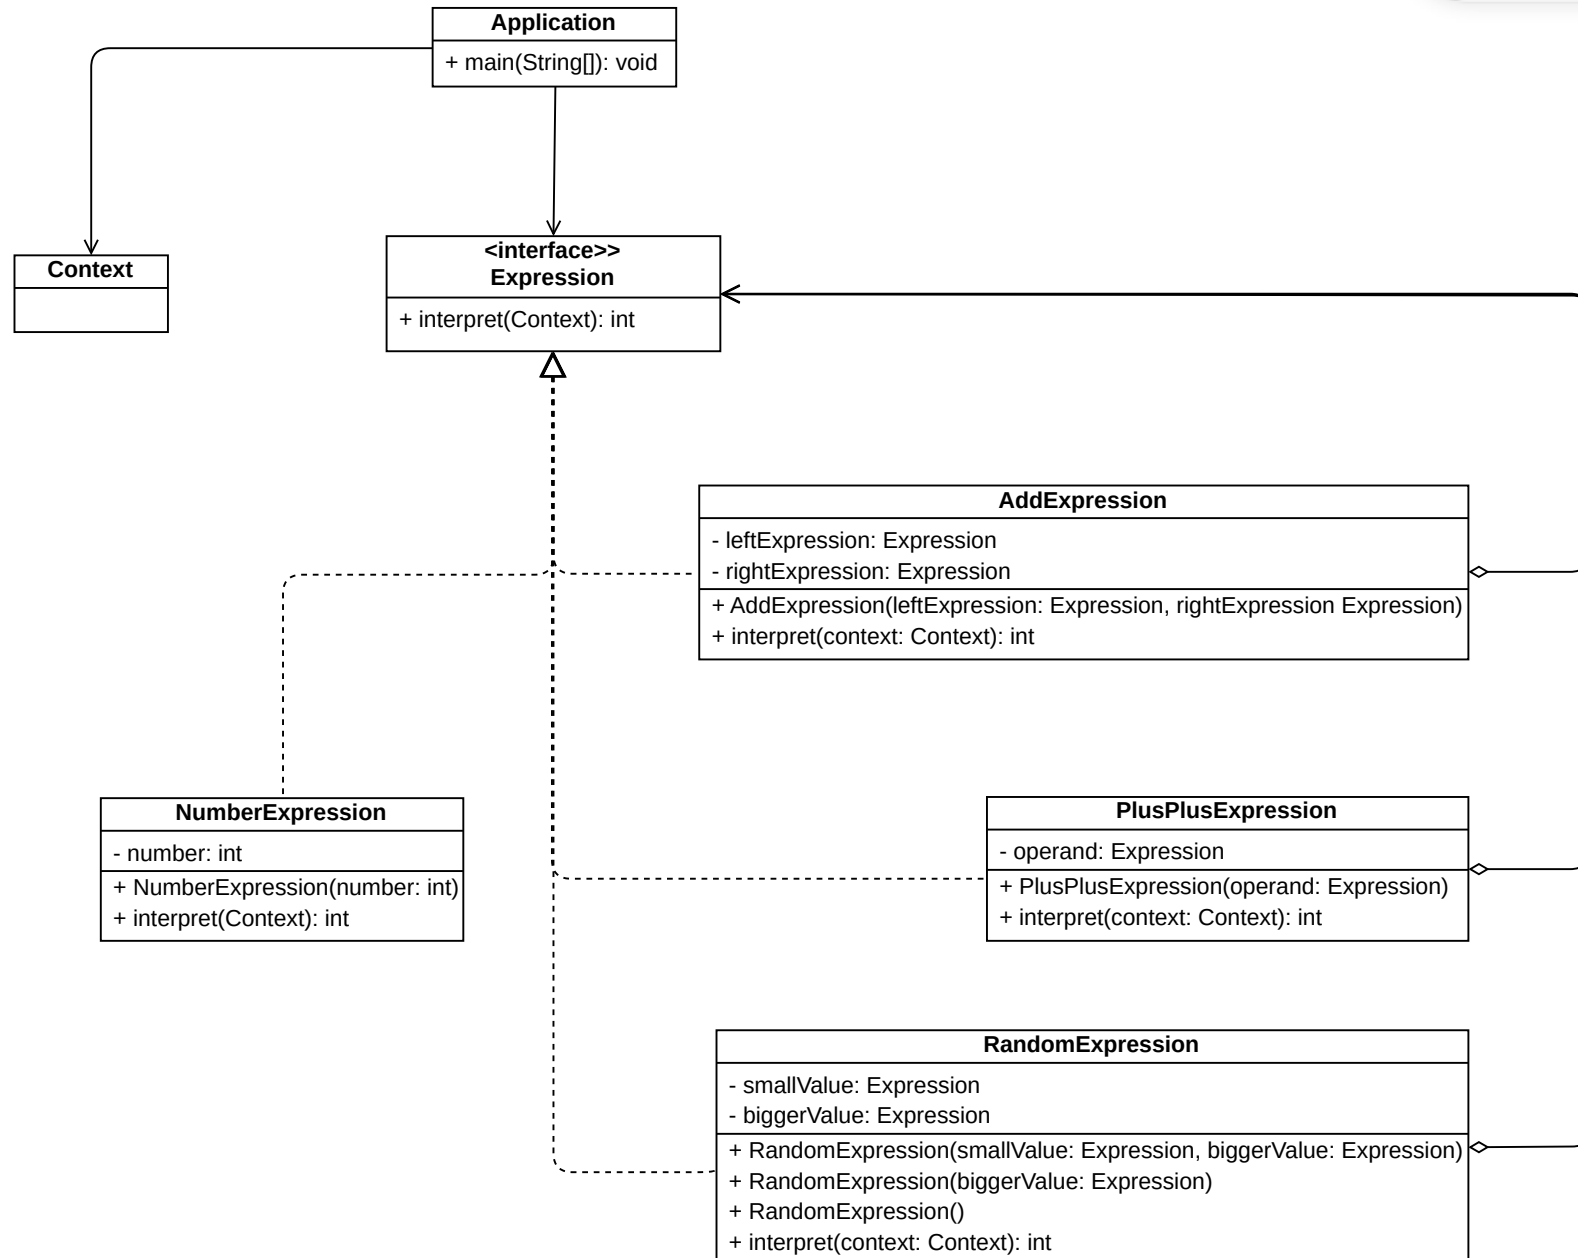 Application
+ main(String[]): void
Context
<interface>>
Expression
+ interpret(Context): int
AddExpression
- leftExpression: Expression
- rightExpression: Expression
+ AddExpression(leftExpression: Expression, rightExpression Expression)
+ interpret(context: Context): int
NumberExpression
- number: int
+ NumberExpression(number: int)
+ interpret(Context): int
PlusPlusExpression
- operand: Expression
+ PlusPlusExpression(operand: Expression)
+ interpret(context: Context): int
RandomExpression
- smallValue: Expression
- biggerValue: Expression
+ RandomExpression(smallValue: Expression, biggerValue: Expression)
+ RandomExpression(biggerValue: Expression)
+ RandomExpression()
+ interpret(context: Context): int